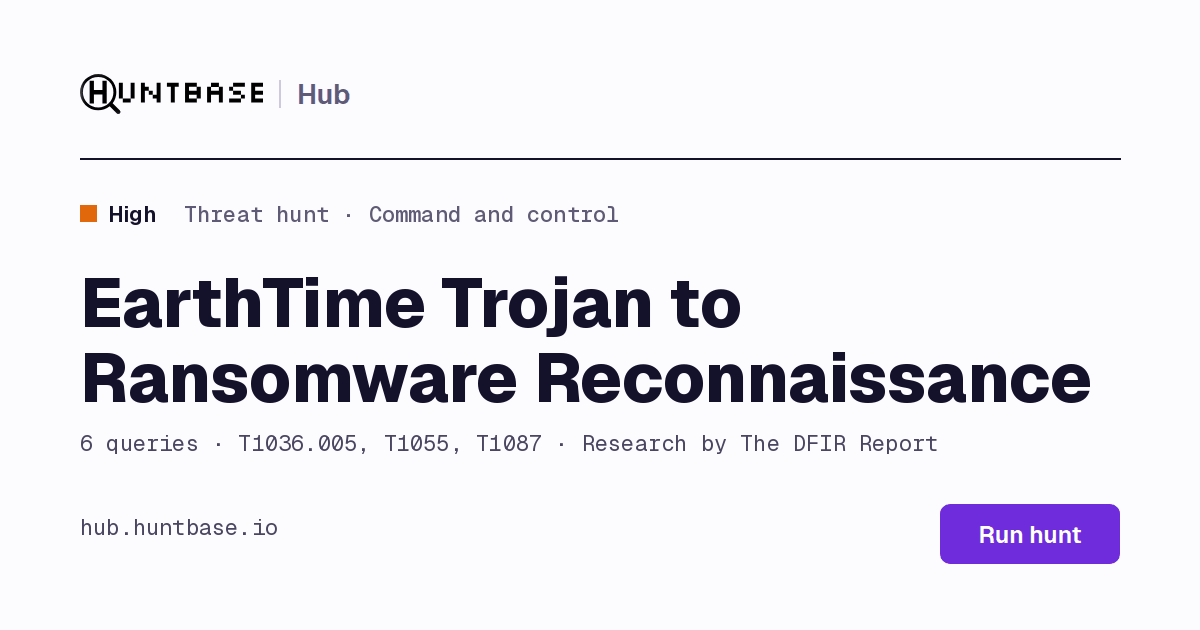 HUNTBASE Hub
High Threat hunt · Command and control
EarthTime Trojan to
Ransomware Reconnaissance
6 queries · T1036.005, T1055, T1087 · Research by The DFIR Report
hub.huntbase.io
Run hunt